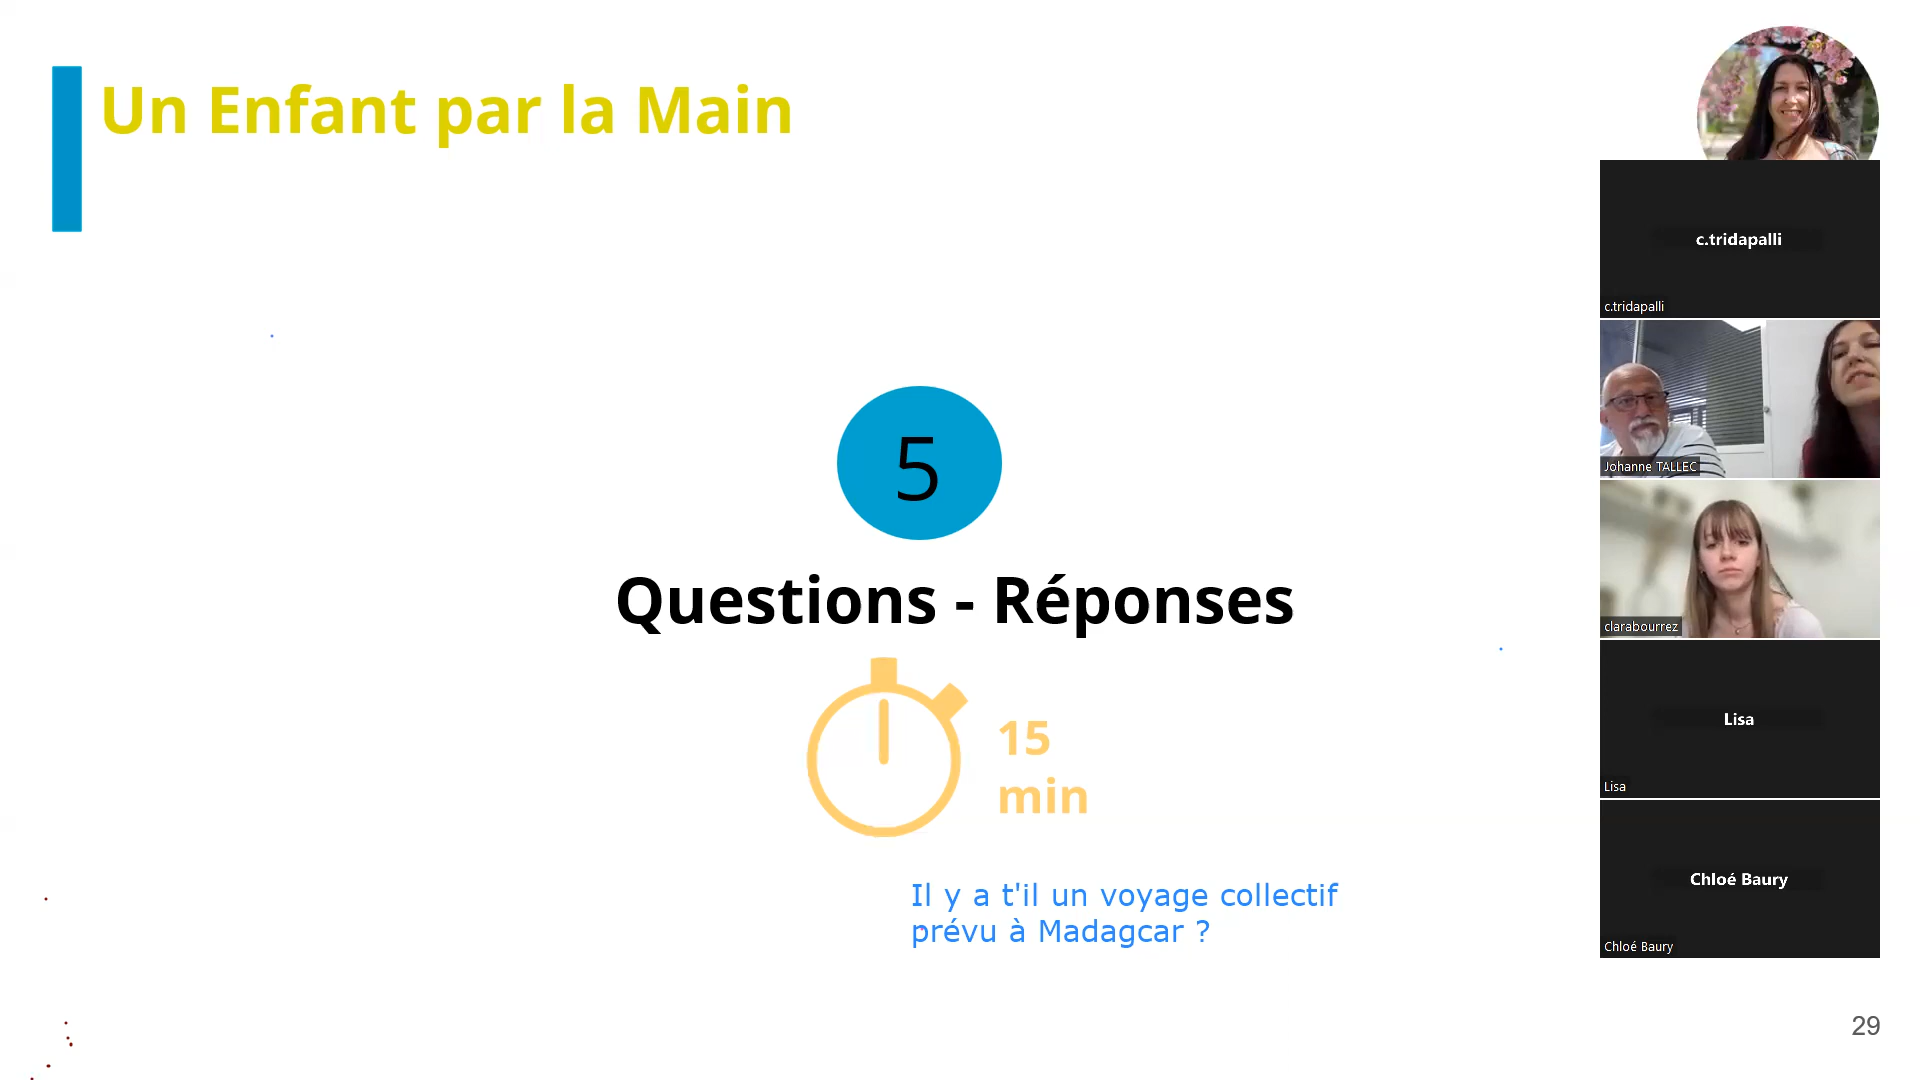 Un Enfant par la Main
5
Questions - Réponses
15
min
Il y a t'il un voyage collectif
prévu à Madagcar ?
c.tridapalli
c.tridapalli
Johanne TALLEC
clarabourrez
Lisa
Lisa
Chloé Baury
Chloé Baury
29